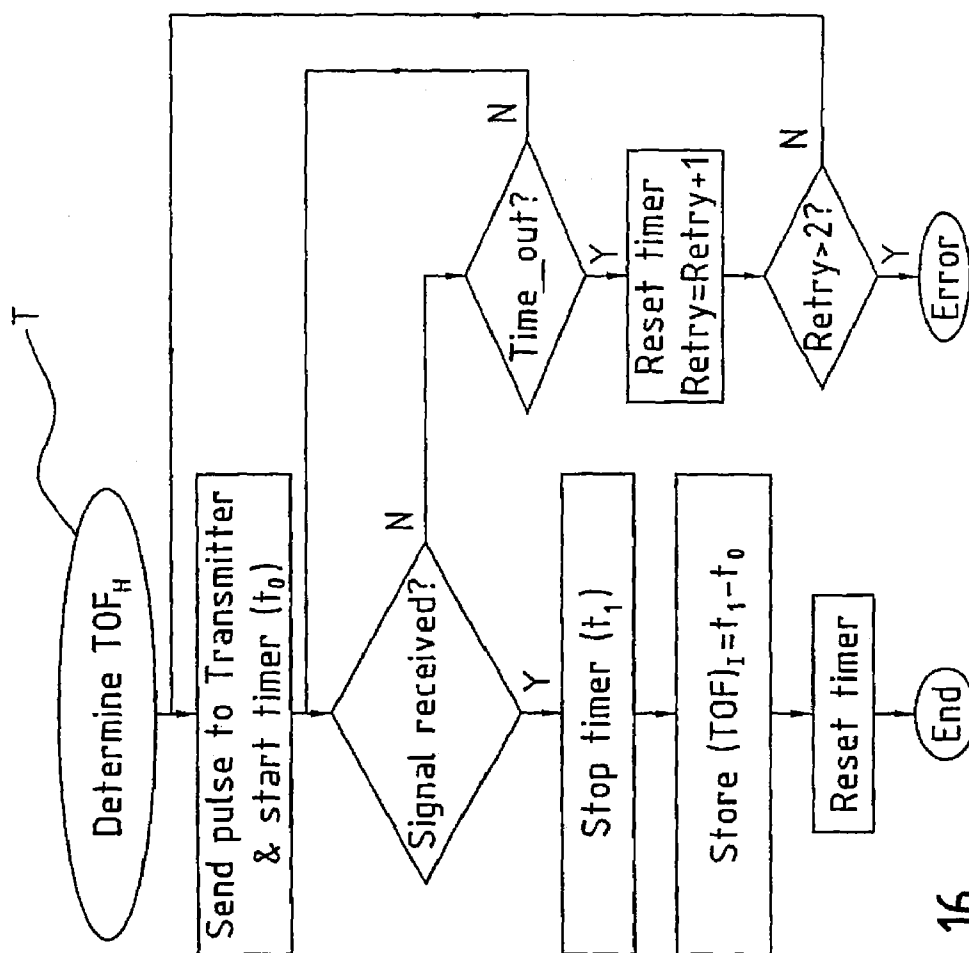 T
Determine TOF_H
Send pulse to Transmitter
& start timer (t_0)
Signal received?
N
Y
Time_out?
N
Y
Reset timer
Retry=Retry+1
Retry>2?
N
Y
Error
Stop timer (t_1)
Store (TOF)_I=t_1-t_0
Reset timer
End
16